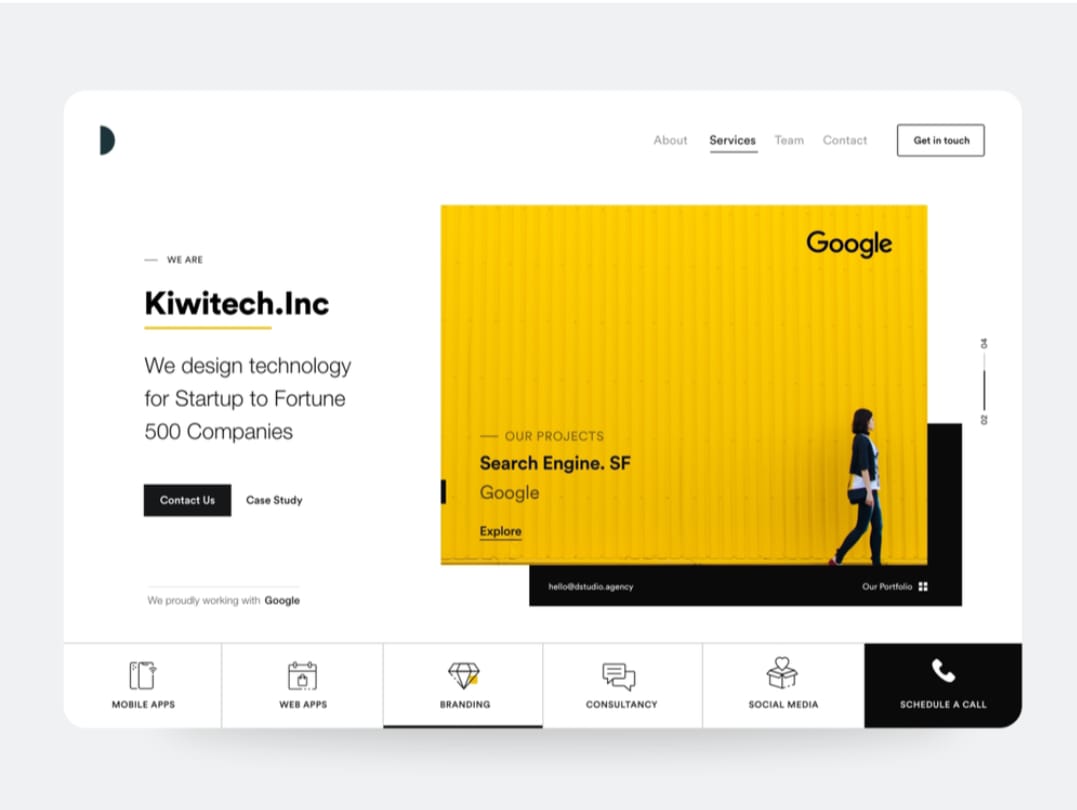 About Services Team Contact Get in touch
WE ARE
Kiwitech.Inc
We design technology
for Startup to Fortune
500 Companies
Contact Us Case Study
We proudly working with Google
Google
OUR PROJECTS
Search Engine. SF
Google
Explore
hello@dstudio.agency Our Portfolio
04
02
MOBILE APPS WEB APPS BRANDING CONSULTANCY SOCIAL MEDIA SCHEDULE A CALL